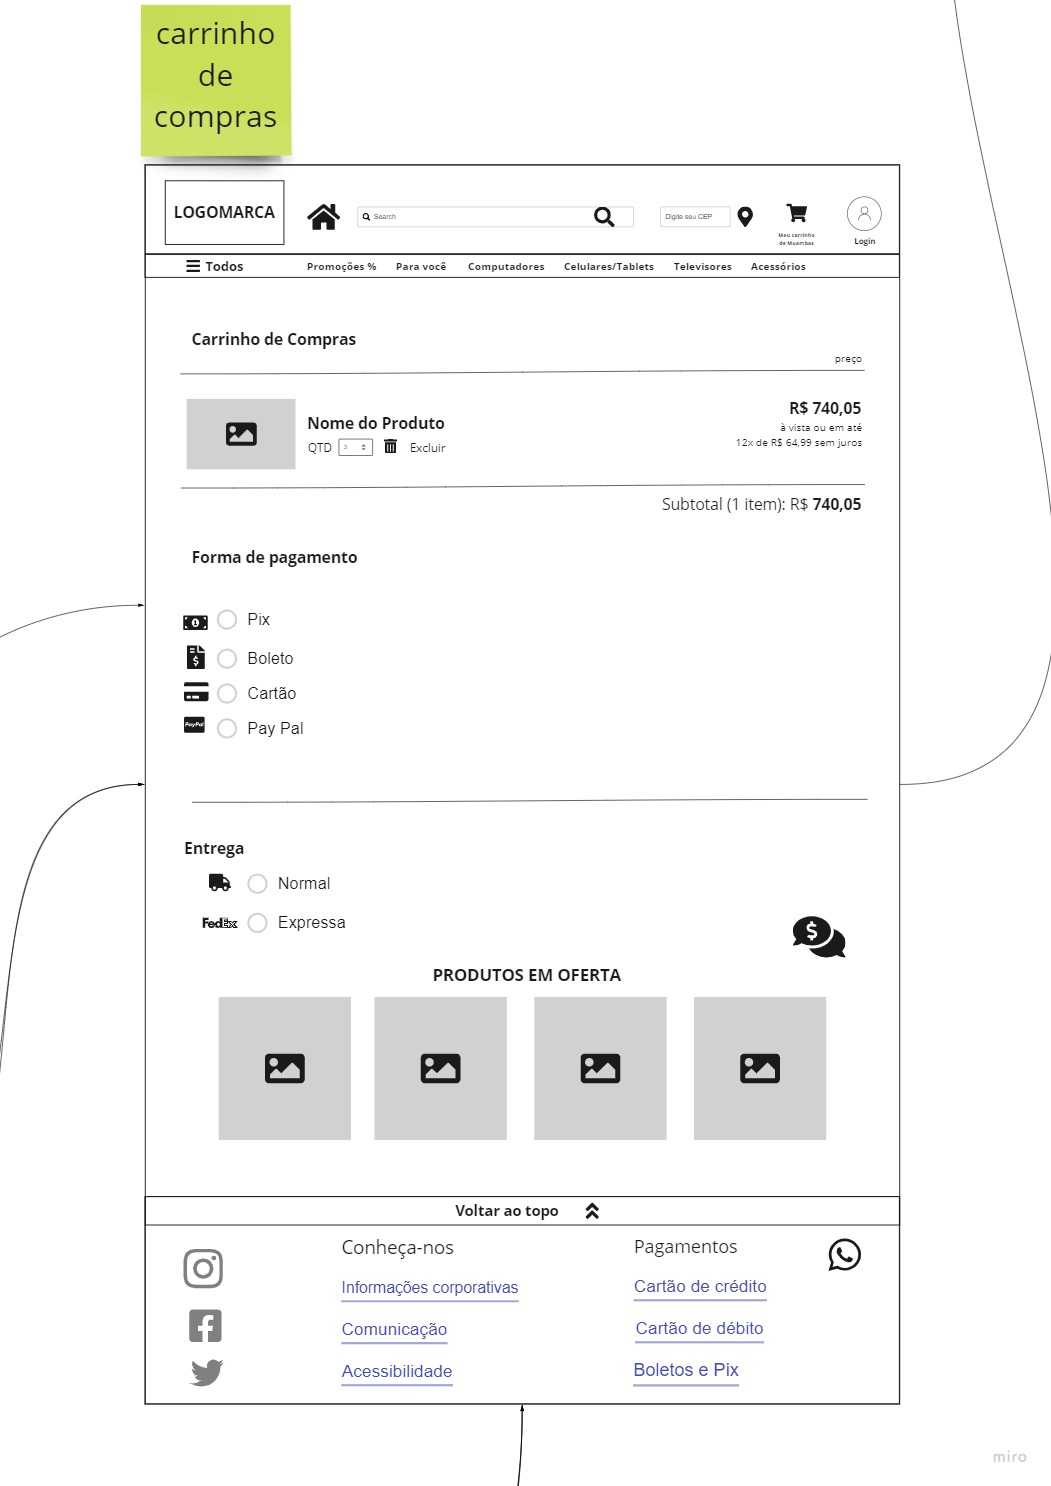 carrinho
de
compras
LOGOMARCA
Search
Digite seu CEP
Meu carrinho
de Muambas
Login
Todos
Promoções %
Para você
Computadores
Celulares/Tablets
Televisores
Acessórios
Carrinho de Compras
preço
Nome do Produto
QTD
3
Excluir
R$ 740,05
à vista ou em até
12x de R$ 64,99 sem juros
Subtotal (1 item): R$ 740,05
Forma de pagamento
Pix
Boleto
Cartão
PayPal
Pay Pal
Entrega
Normal
FedEx
Expressa
PRODUTOS EM OFERTA
Voltar ao topo
Conheça-nos
Informações corporativas
Comunicação
Acessibilidade
Pagamentos
Cartão de crédito
Cartão de débito
Boletos e Pix
miro